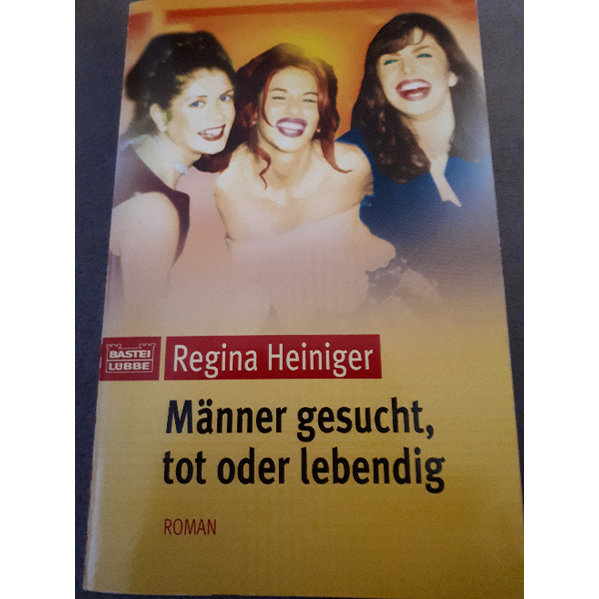 BASTEI
LÜBBE
Regina Heiniger
Männer gesucht,
tot oder lebendig
ROMAN